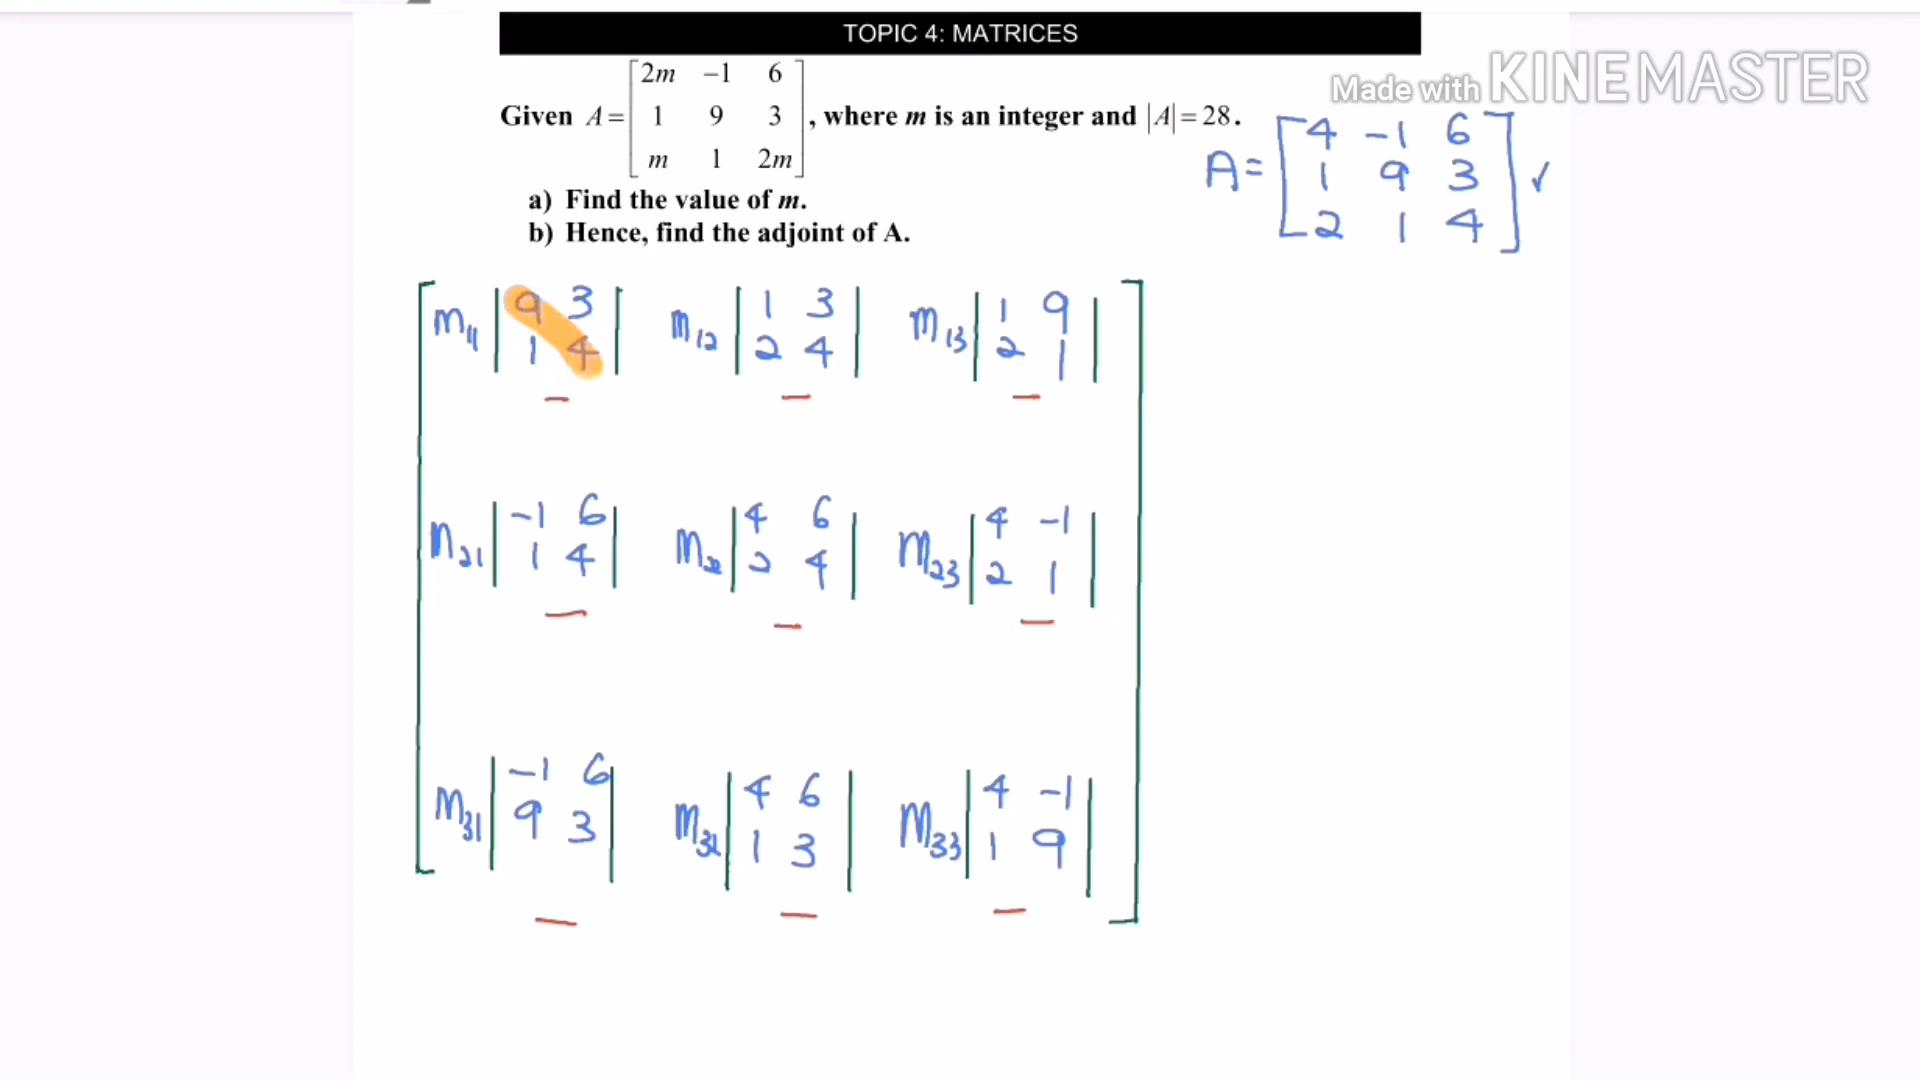 TOPIC 4: MATRICES
Made with KINEMASTER
Given A = [2m −1 6
1 9 3
m 1 2m], where m is an integer and |A| = 28.
a) Find the value of m.
b) Hence, find the adjoint of A.
A = [4 −1 6
1 9 3
2 1 4] ✓
[m11 |9 3
1 4| m12 |1 3
2 4| m13 |1 9
2 1|
m21 |−1 6
1 4| m22 |4 6
2 4| m23 |4 −1
2 1|
m31 |−1 6
9 3| m32 |4 6
1 3| m33 |4 −1
1 9|]